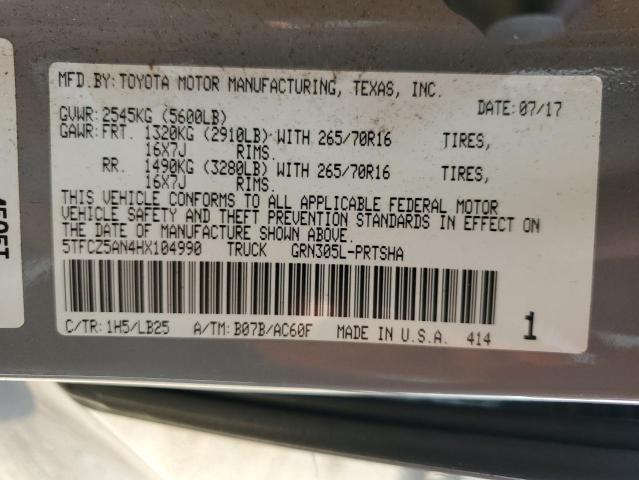 MFD.BY:TOYOTA MOTOR MANUFACTURING, TEXAS, INC.
DATE:07/17
GVWR:2545KG (5600LB)
GAWR:FRT. 1320KG (2910LB) WITH 265/70R16 TIRES,
16X7J RIMS.
RR. 1490KG (3280LB) WITH 265/70R16 TIRES,
16X7J RIMS.
THIS VEHICLE CONFORMS TO ALL APPLICABLE FEDERAL MOTOR
VEHICLE SAFETY AND THEFT PREVENTION STANDARDS IN EFFECT ON
THE DATE OF MANUFACTURE SHOWN ABOVE.
5TFCZ5AN4HX104990 TRUCK GRN305L-PRTSHA
C/TR:1H5/LB25 A/TM:B07B/AC60F MADE IN U.S.A. 414
1